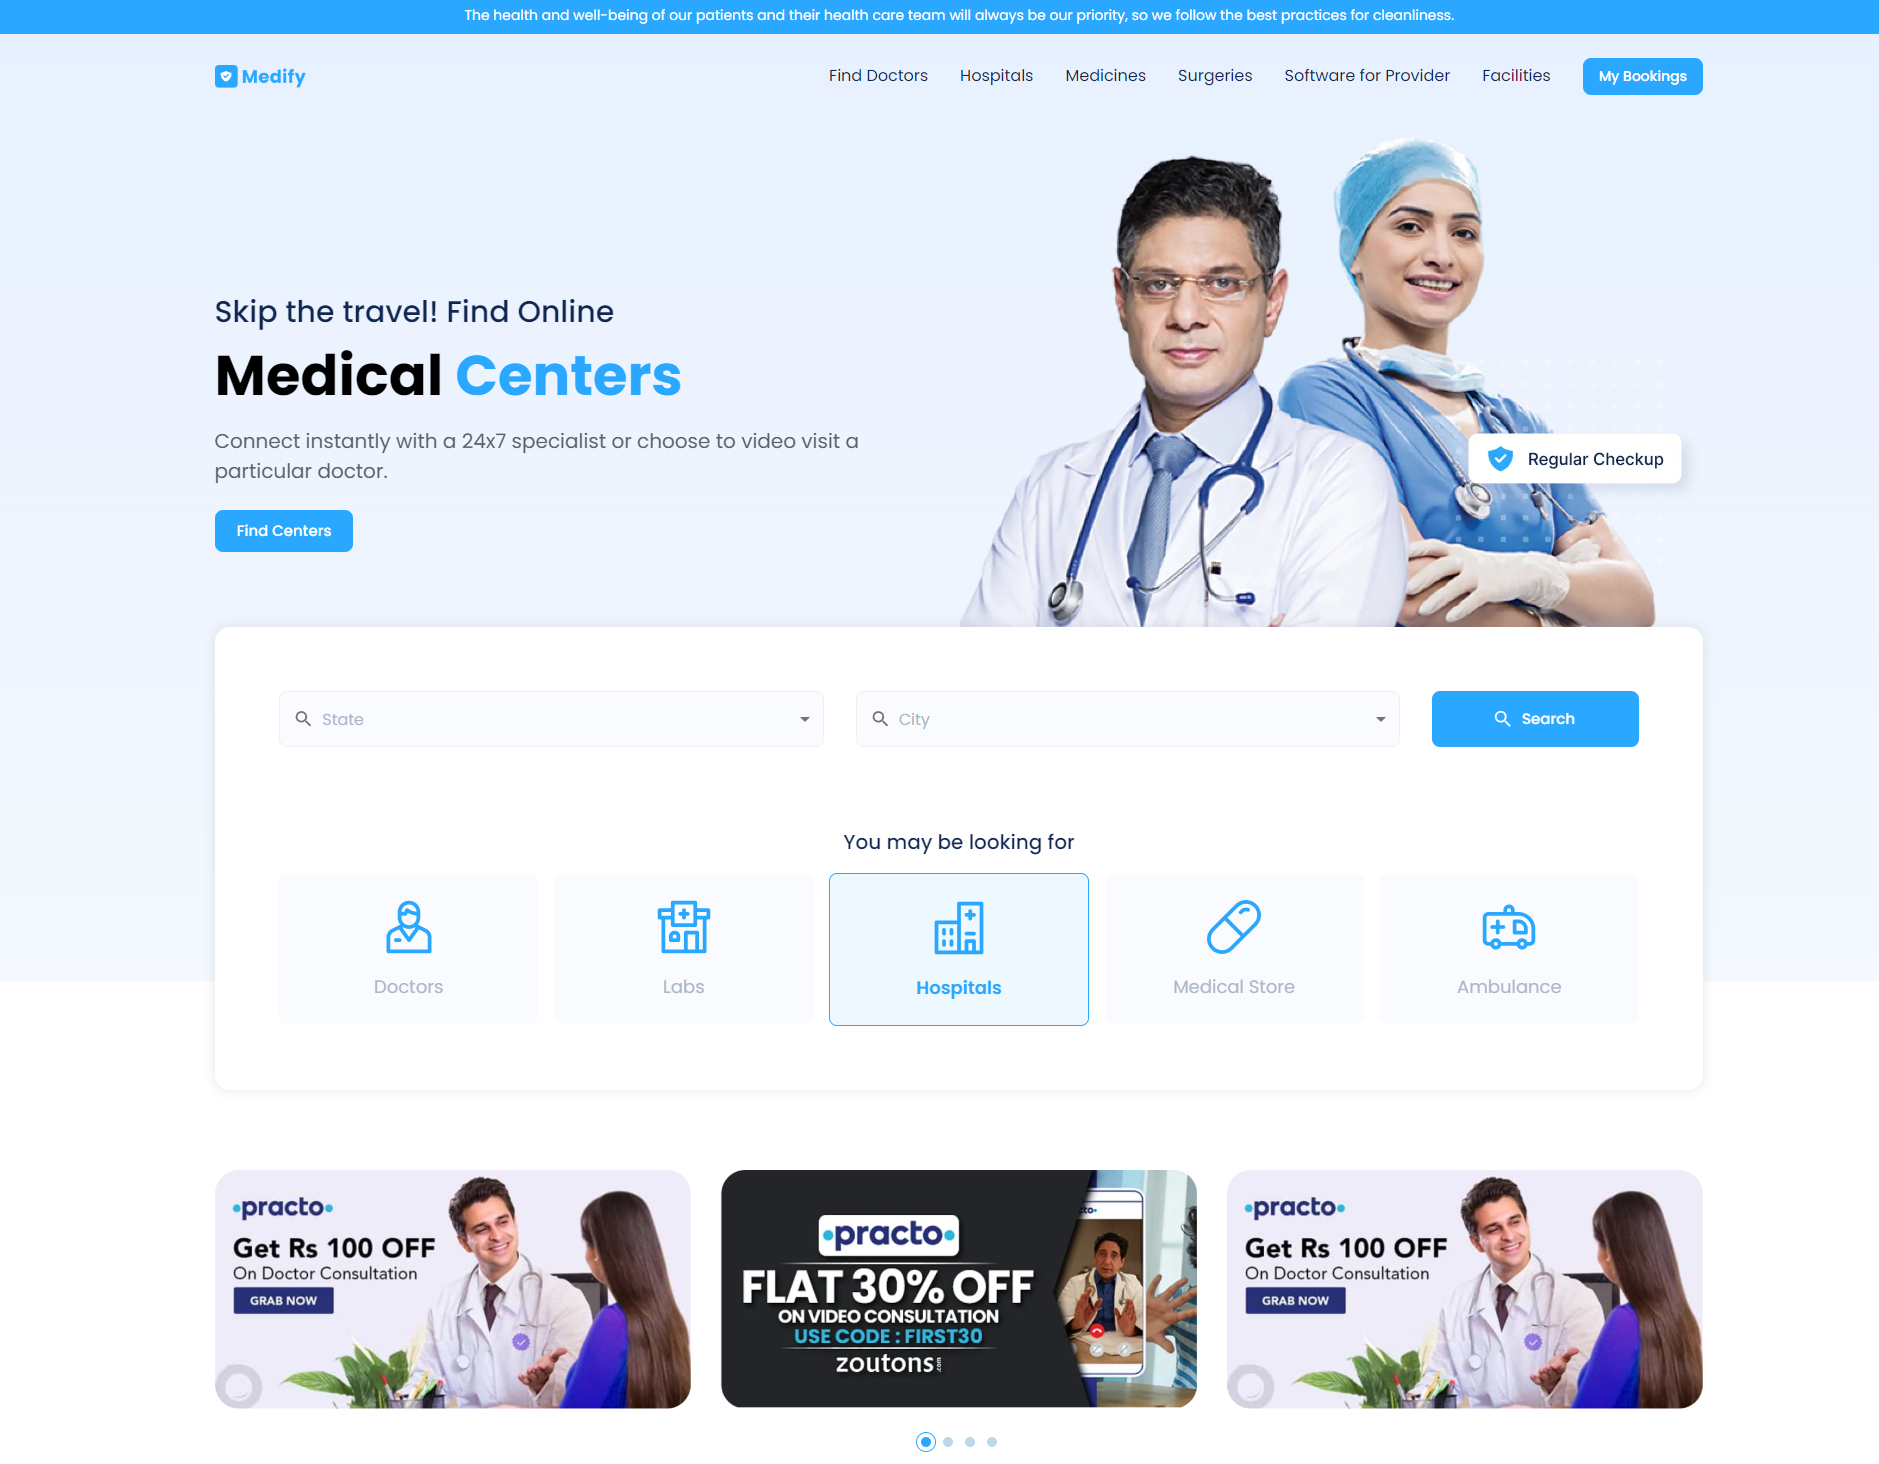 The health and well-being of our patients and their health care team will always be our priority, so we follow the best practices for cleanliness.
Medify
Find Doctors
Hospitals
Medicines
Surgeries
Software for Provider
Facilities
My Bookings
Skip the travel! Find Online
Medical Centers
Connect instantly with a 24x7 specialist or choose to video visit a
particular doctor.
Find Centers
Regular Checkup
State
City
Search
You may be looking for
Doctors
Labs
Hospitals
Medical Store
Ambulance
practo
Get Rs 100 OFF
On Doctor Consultation
GRAB NOW
practo
FLAT 30% OFF
ON VIDEO CONSULTATION
USE CODE : FIRST30
zoutons.com
practo
Get Rs 100 OFF
On Doctor Consultation
GRAB NOW